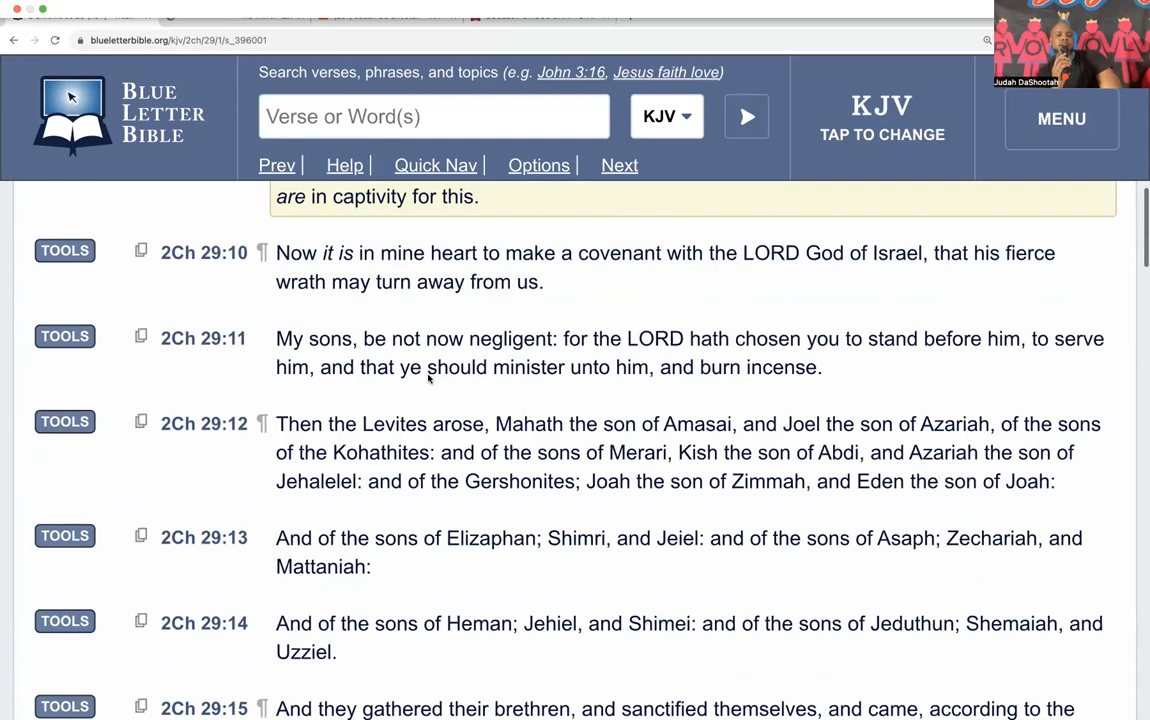 blueletterbible.org/kjv/2ch/29/1/s_396001
Judah DaShootah
BLUE
LETTER
BIBLE
Search verses, phrases, and topics (e.g. John 3:16, Jesus faith love)
Verse or Word(s)
KJV
KJV
TAP TO CHANGE
MENU
Prev | Help | Quick Nav | Options | Next
are in captivity for this.
TOOLS 2Ch 29:10 ¶ Now it is in mine heart to make a covenant with the LORD God of Israel, that his fierce
wrath may turn away from us.
TOOLS 2Ch 29:11 My sons, be not now negligent: for the LORD hath chosen you to stand before him, to serve
him, and that ye should minister unto him, and burn incense.
TOOLS 2Ch 29:12 ¶ Then the Levites arose, Mahath the son of Amasai, and Joel the son of Azariah, of the sons
of the Kohathites: and of the sons of Merari, Kish the son of Abdi, and Azariah the son of
Jehalelel: and of the Gershonites; Joah the son of Zimmah, and Eden the son of Joah:
TOOLS 2Ch 29:13 And of the sons of Elizaphan; Shimri, and Jeiel: and of the sons of Asaph; Zechariah, and
Mattaniah:
TOOLS 2Ch 29:14 And of the sons of Heman; Jehiel, and Shimei: and of the sons of Jeduthun; Shemaiah, and
Uzziel.
TOOLS 2Ch 29:15 ¶ And they gathered their brethren, and sanctified themselves, and came, according to the